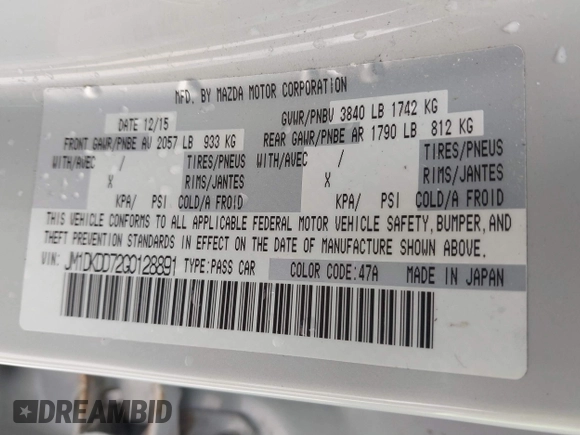 MFD. BY MAZDA MOTOR CORPORATION
DATE 12/15 GVWR/PNBV 3840 LB 1742 KG
FRONT GAWR/PNBE AV 2057 LB 933 KG REAR GAWR/PNBE AR 1790 LB 812 KG
WITH/AVEC / TIRES/PNEUS WITH/AVEC / TIRES/PNEUS
X RIMS/JANTES X RIMS/JANTES
KPA/ PSI COLD/A FROID KPA/ PSI COLD/A FROID
THIS VEHICLE CONFORMS TO ALL APPLICABLE FEDERAL MOTOR VEHICLE SAFETY, BUMPER, AND
THEFT PREVENTION STANDARDS IN EFFECT ON THE DATE OF MANUFACTURE SHOWN ABOVE.
VIN: JM1DKDD72G0128891 TYPE:PASS CAR COLOR CODE:47A MADE IN JAPAN
DREAMBID